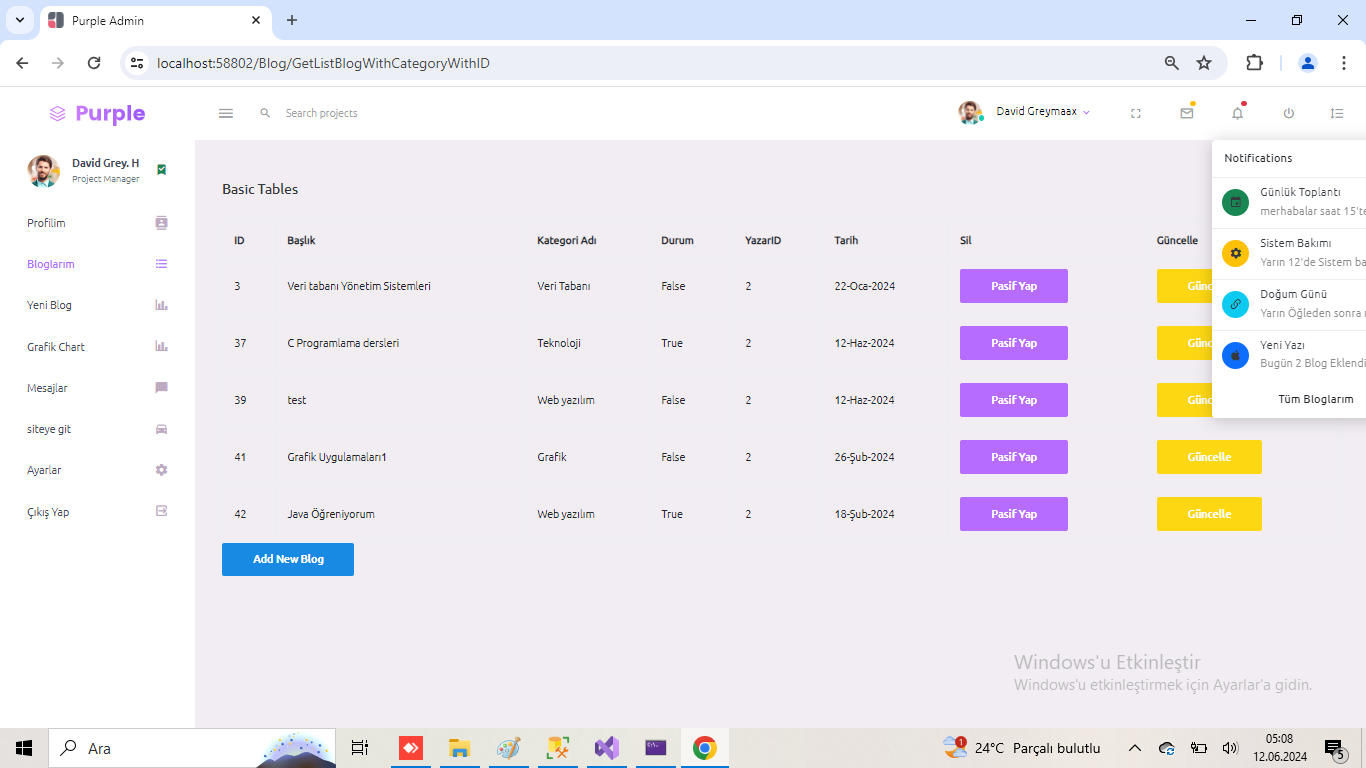 Purple Admin
localhost:58802/Blog/GetListBlogWithCategoryWithID
Purple
Search projects
David Greymaax
David Grey. H
Project Manager
Profilim
Bloglarım
Yeni Blog
Grafik Chart
Mesajlar
siteye git
Ayarlar
Çıkış Yap
Basic Tables
ID Başlık Kategori Adı Durum YazarID Tarih Sil Güncelle
3 Veri tabanı Yönetim Sistemleri Veri Tabanı False 2 22-Oca-2024 Pasif Yap Günc
37 C Programlama dersleri Teknoloji True 2 12-Haz-2024 Pasif Yap Günc
39 test Web yazılım False 2 12-Haz-2024 Pasif Yap Günc
41 Grafik Uygulamaları1 Grafik False 2 26-Şub-2024 Pasif Yap Güncelle
42 Java Öğreniyorum Web yazılım True 2 18-Şub-2024 Pasif Yap Güncelle
Add New Blog
Notifications
Günlük Toplantı
merhabalar saat 15'te
Sistem Bakımı
Yarın 12'de Sistem ba
Doğum Günü
Yarın Öğleden sonra
Yeni Yazı
Bugün 2 Blog Eklendi
Tüm Bloglarım
Windows'u Etkinleştir
Windows'u etkinleştirmek için Ayarlar'a gidin.
Ara
1
24°C Parçalı bulutlu
05:08
12.06.2024
5